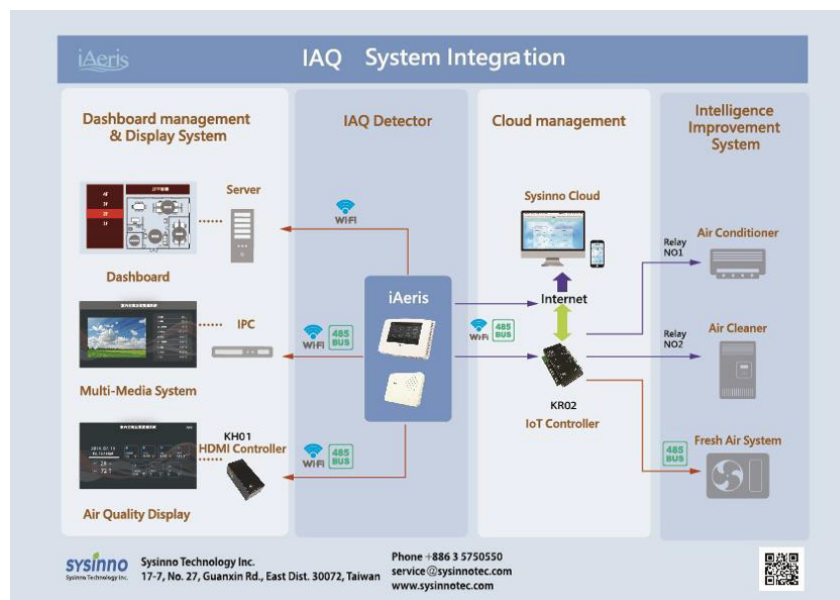 iAeris
IAQ System Integration
Dashboard management
& Display System
IAQ Detector
Cloud management
Intelligence
Improvement
System
Server
Dashboard
IPC
Multi-Media System
KH01
HDMI Controller
Air Quality Display
WiFi
WiFi
485
BUS
WiFi
485
BUS
iAeris
WiFi
485
BUS
Sysinno Cloud
Internet
KR02
IoT Controller
Relay
NO1
Air Conditioner
Relay
NO2
Air Cleaner
485
BUS
Fresh Air System
sysinno
Sysinno Technology Inc.
Sysinno Technology Inc.
17-7, No. 27, Guanxin Rd., East Dist. 30072, Taiwan
Phone +886 3 5750550
service@sysinnotec.com
www.sysinnotec.com